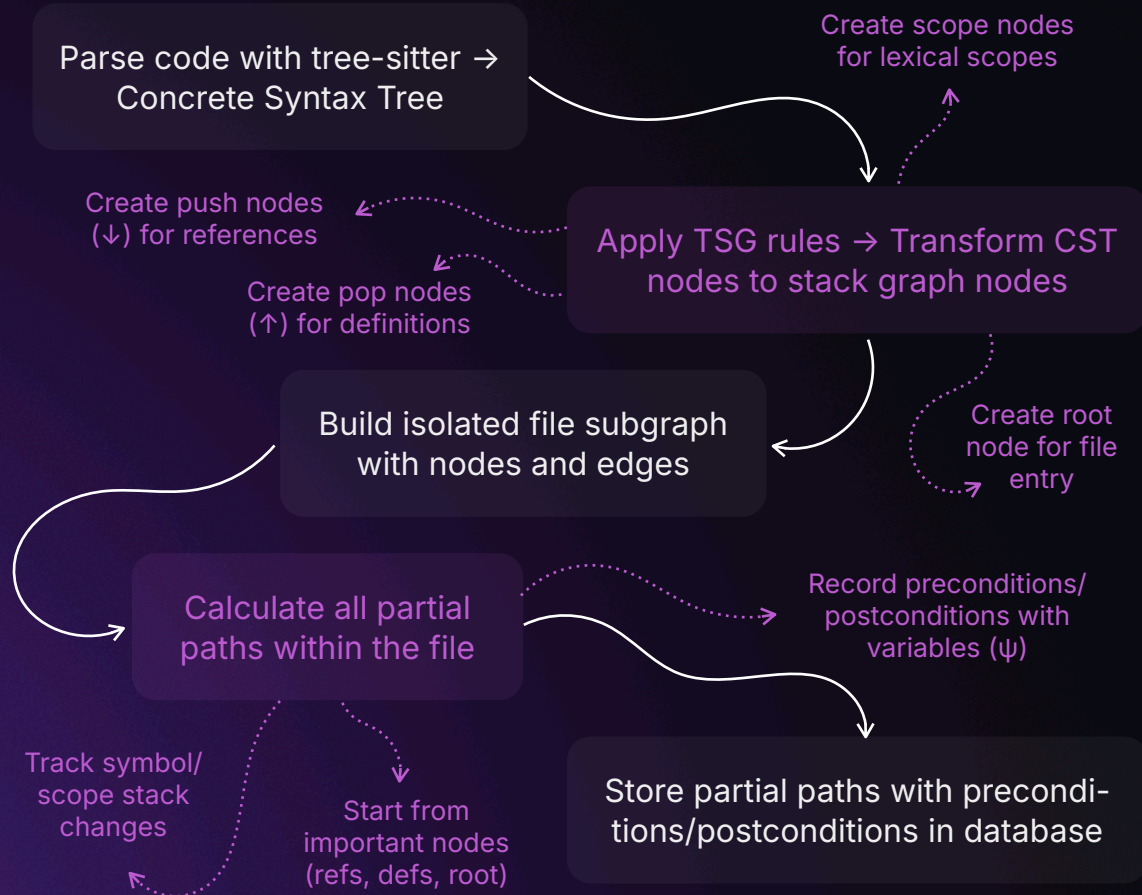 Parse code with tree-sitter →
Concrete Syntax Tree
Create scope nodes
for lexical scopes
Create push nodes
(↓) for references
Apply TSG rules → Transform CST
nodes to stack graph nodes
Create pop nodes
(↑) for definitions
Build isolated file subgraph
with nodes and edges
Create root
node for file
entry
Calculate all partial
paths within the file
Record preconditions/
postconditions with
variables (ψ)
Track symbol/
scope stack
changes
Start from
important nodes
(refs, defs, root)
Store partial paths with precondi-
tions/postconditions in database